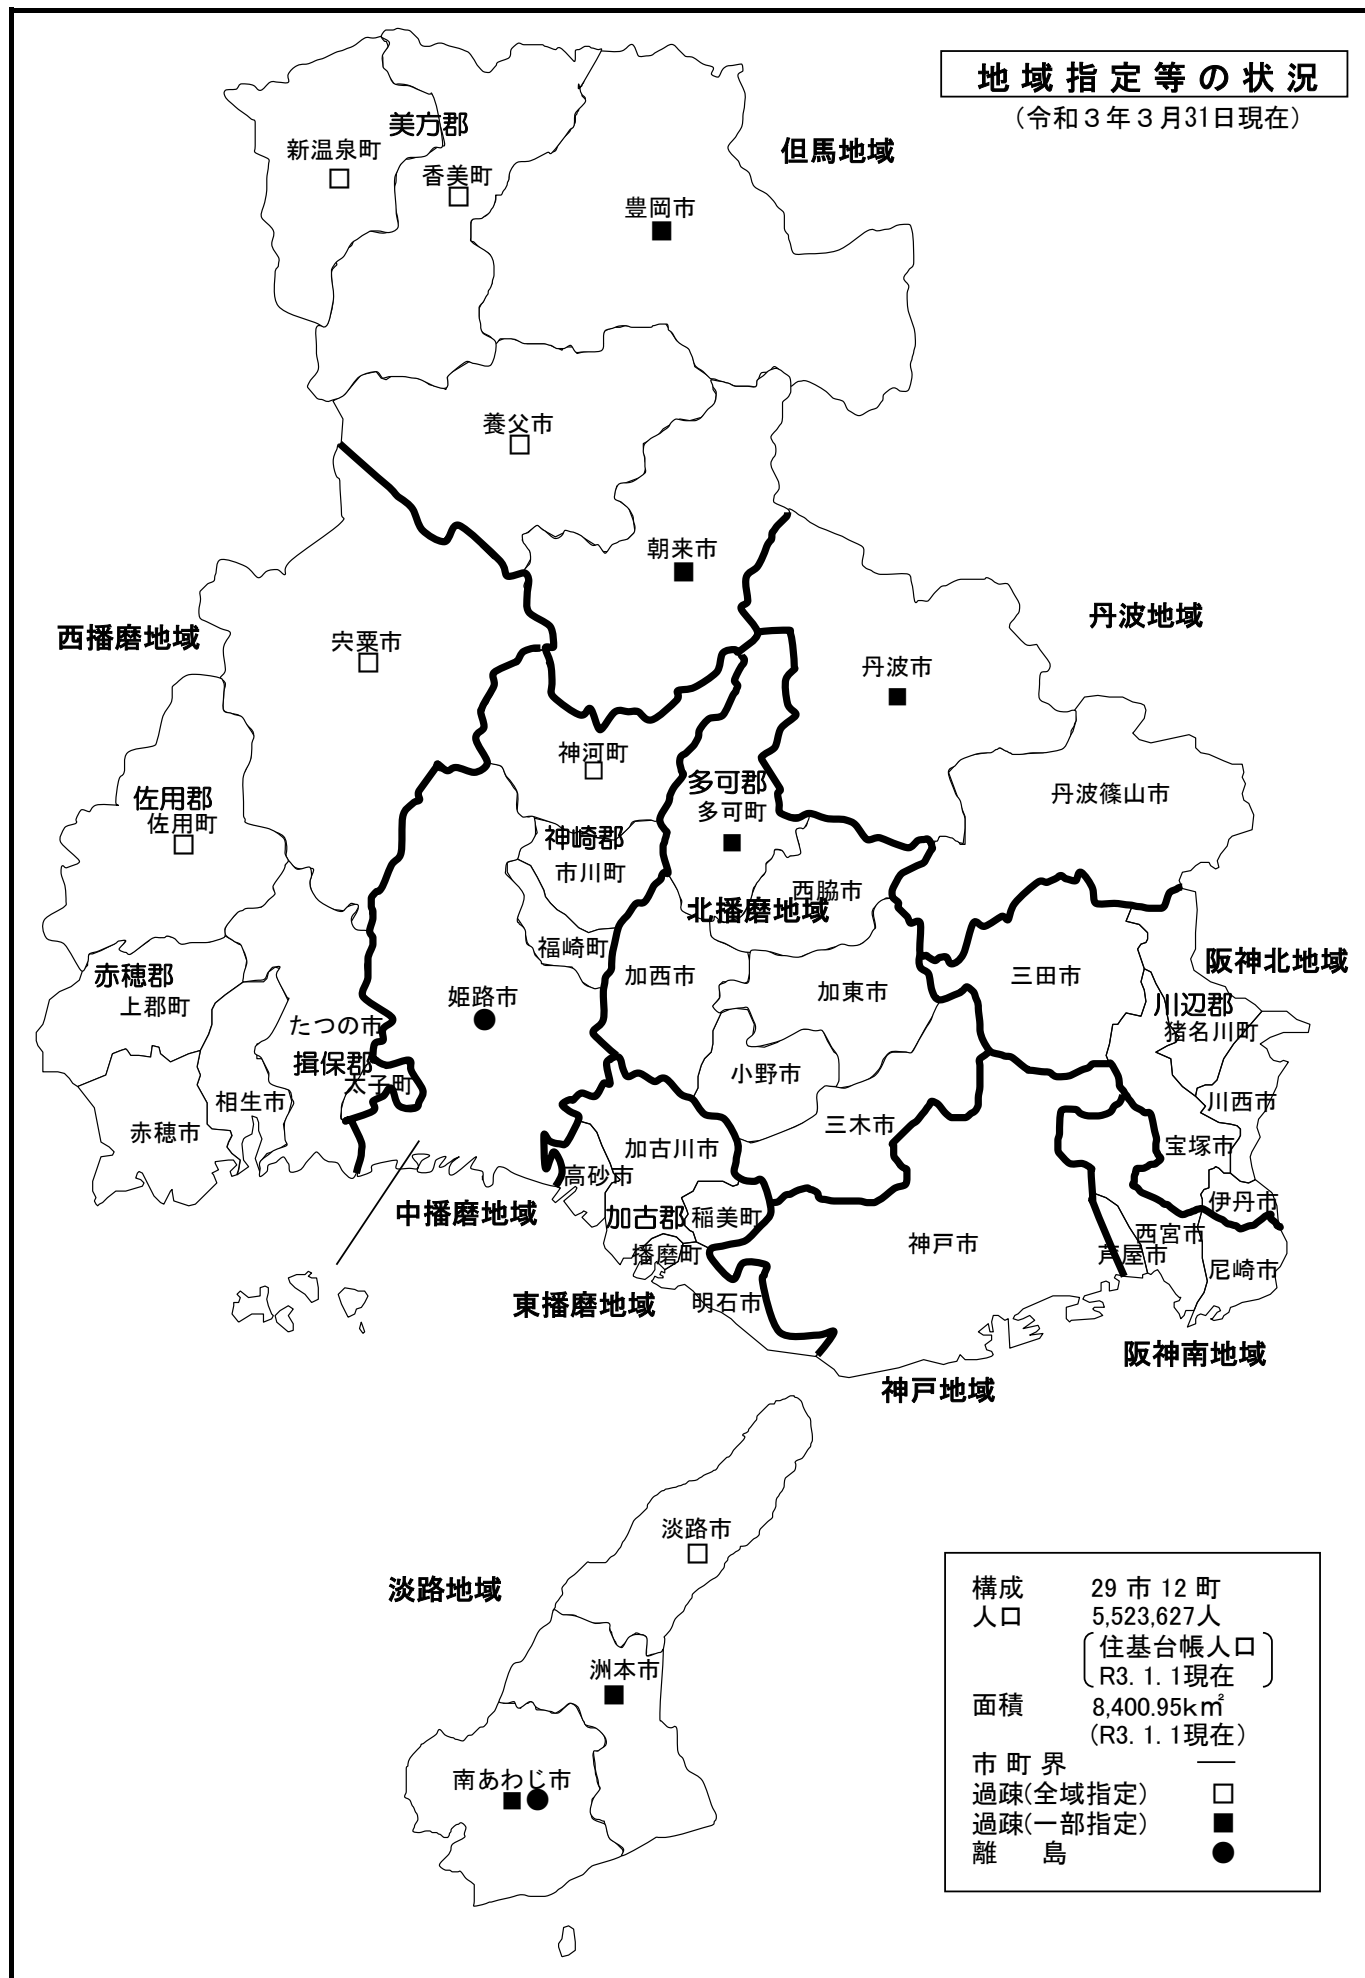 地域指定等の状況
（令和３年３月31日現在）
美方郡
新温泉町
香美町
但馬地域
豊岡市
養父市
朝来市
西播磨地域
宍粟市
丹波地域
丹波市
神河町
多可郡
多可町
丹波篠山市
佐用郡
佐用町
神崎郡
市川町
西脇市
北播磨地域
福崎町
加西市
加東市
三田市
阪神北地域
赤穂郡
上郡町
姫路市
川辺郡
猪名川町
たつの市
揖保郡
太子町
小野市
相生市
川西市
赤穂市
三木市
宝塚市
加古川市
高砂市
中播磨地域
加古郡
稲美町
伊丹市
西宮市
神戸市
芦屋市
尼崎市
播磨町
東播磨地域
明石市
阪神南地域
神戸地域
淡路市
淡路地域
洲本市
南あわじ市
構成 29 市 12 町
人口 5,523,627人
住基台帳人口
R3. 1. 1現在
面積 8,400.95k㎡
(R3. 1. 1現在)
市 町 界
過疎(全域指定) □
過疎(一部指定) ■
離　島 ●